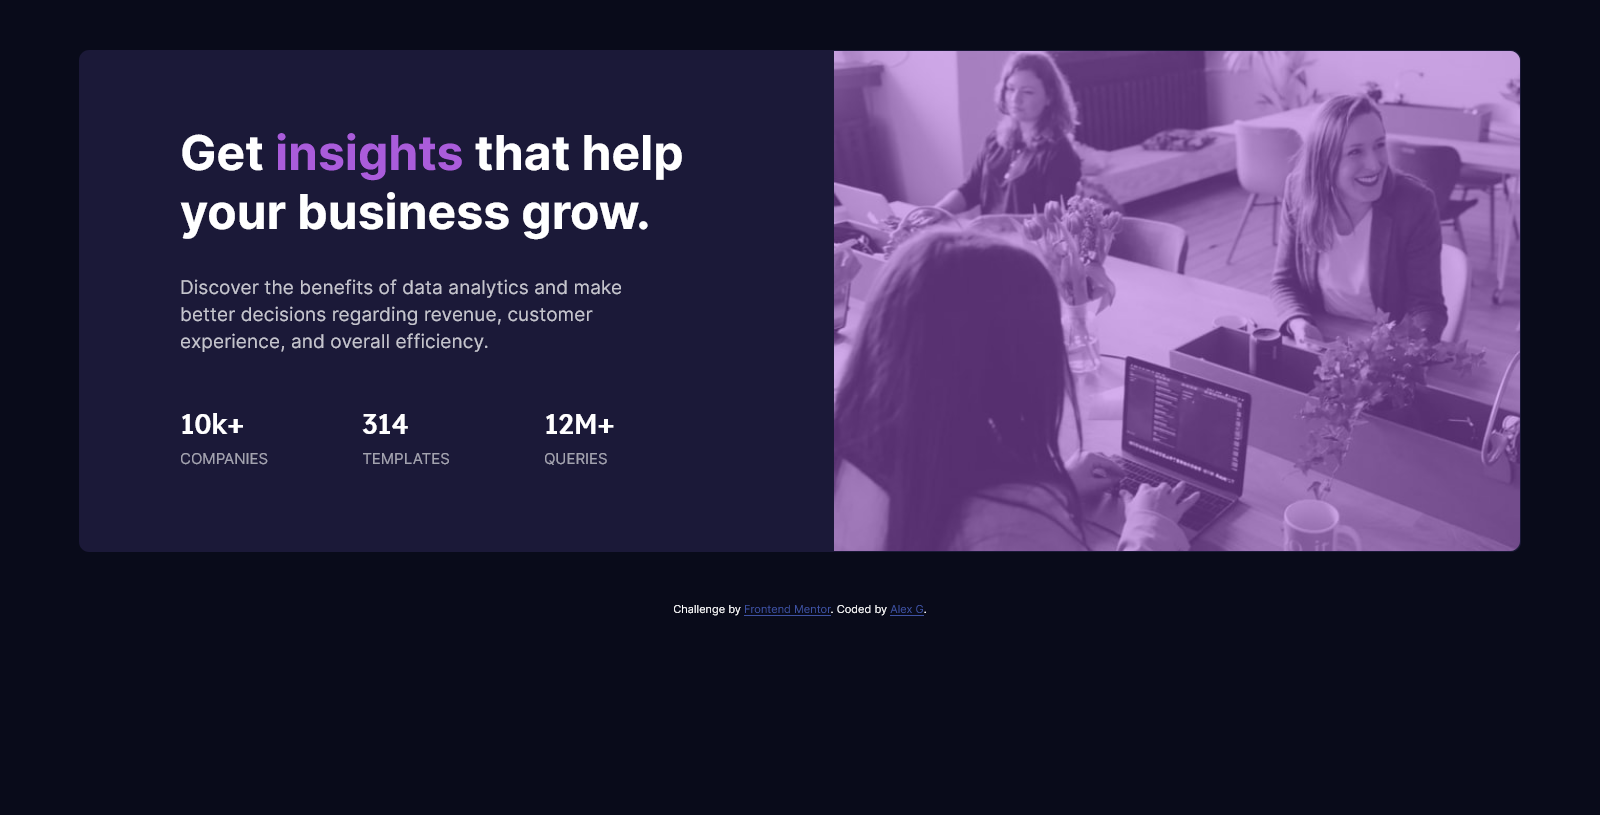 Get insights that help
your business grow.
Discover the benefits of data analytics and make
better decisions regarding revenue, customer
experience, and overall efficiency.
10k+ 314 12M+
COMPANIES TEMPLATES QUERIES
Challenge by Frontend Mentor. Coded by Alex G.